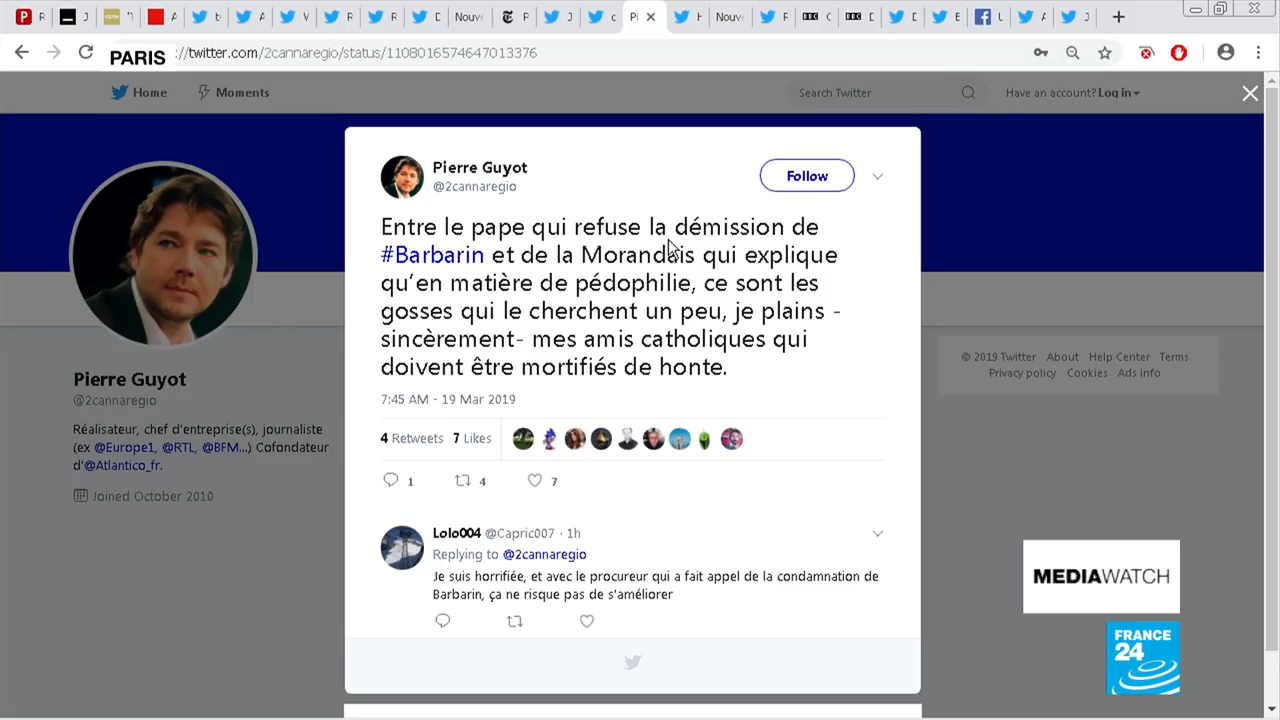 R
J
A
b
A
V
R
R
D
Nouv
F
J
c
Pi
H
Nouv
F
C
D
D
E
U
A
J
PARIS
://twitter.com/2cannaregio/status/1108016574647013376
Home
Moments
Search Twitter
Have an account? Log in
Pierre Guyot
@2cannaregio
Follow
Entre le pape qui refuse la démission de
#Barbarin et de la Morandais qui explique
qu’en matière de pédophilie, ce sont les
gosses qui le cherchent un peu, je plains -
sincèrement- mes amis catholiques qui
doivent être mortifiés de honte.
7:45 AM - 19 Mar 2019
4 Retweets 7 Likes
1
4
7
Lolo004 @Capric007 · 1h
Replying to @2cannaregio
Je suis horrifiée, et avec le procureur qui a fait appel de la condamnation de
Barbarin, ça ne risque pas de s'améliorer
Pierre Guyot
@2cannaregio
Réalisateur, chef d'entreprise(s), journaliste
(ex @Europe1, @RTL, @BFM...) Cofondateur
d'@Atlantico_fr.
Joined October 2010
© 2019 Twitter About Help Center Terms
Privacy policy Cookies Ads info
MEDIAWATCH
FRANCE
24